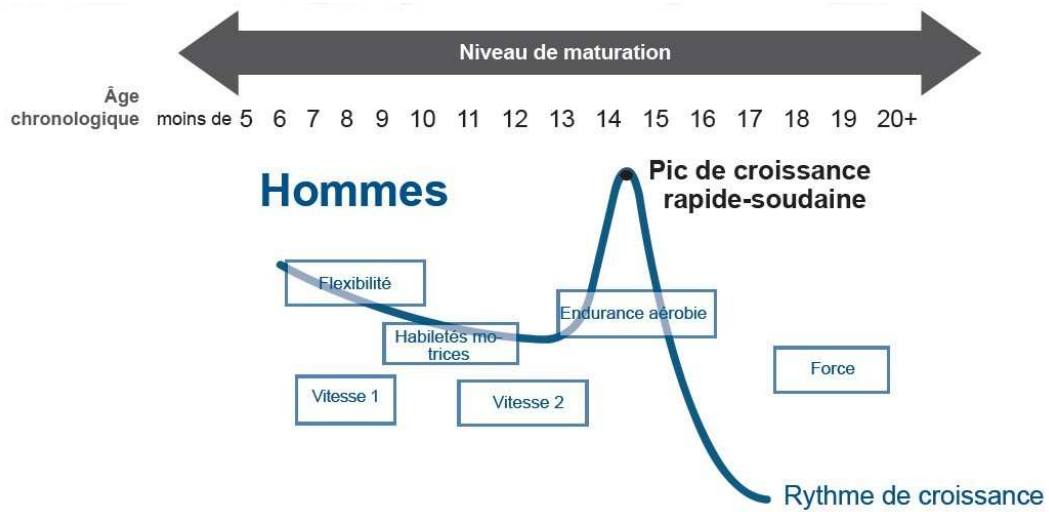 Niveau de maturation
Âge
chronologique moins de 5 6 7 8 9 10 11 12 13 14 15 16 17 18 19 20+
Hommes
Pic de croissance
rapide-soudaine
Flexibilité
Endurance aérobie
Habiletés mo-
trices
Force
Vitesse 1
Vitesse 2
Rythme de croissance